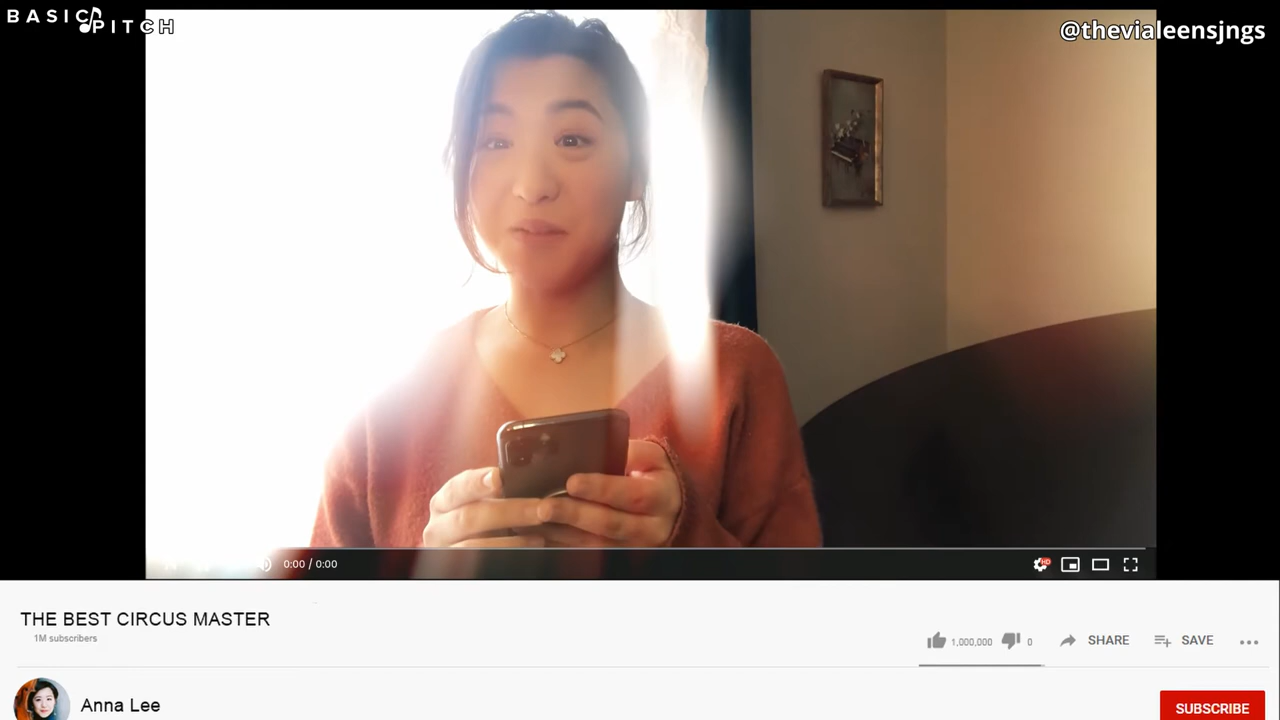 BASIC
PITCH
@thevialeensjngs
0:00 / 0:00
HD
THE BEST CIRCUS MASTER
1M subscribers
1,000,000
0
SHARE
SAVE
Anna Lee
SUBSCRIBE